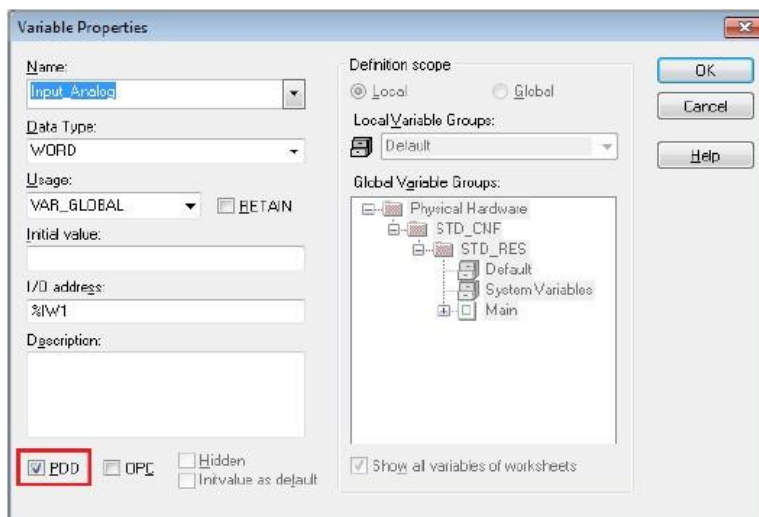 Variable Properties
Name:
Input_Analog
Data Type:
WORD
Usage:
VAR_GLOBAL
RETAIN
Initial value:
I/O address:
%IW1
Description:
PDD
OPC
Hidden
Initvalue as default
Definition scope
Local
Global
Local Variable Groups:
Default
Global Variable Groups:
Physical Hardware
STD_CNF
STD_RES
Default
System Variables
Main
Show all variables of worksheets
OK
Cancel
Help